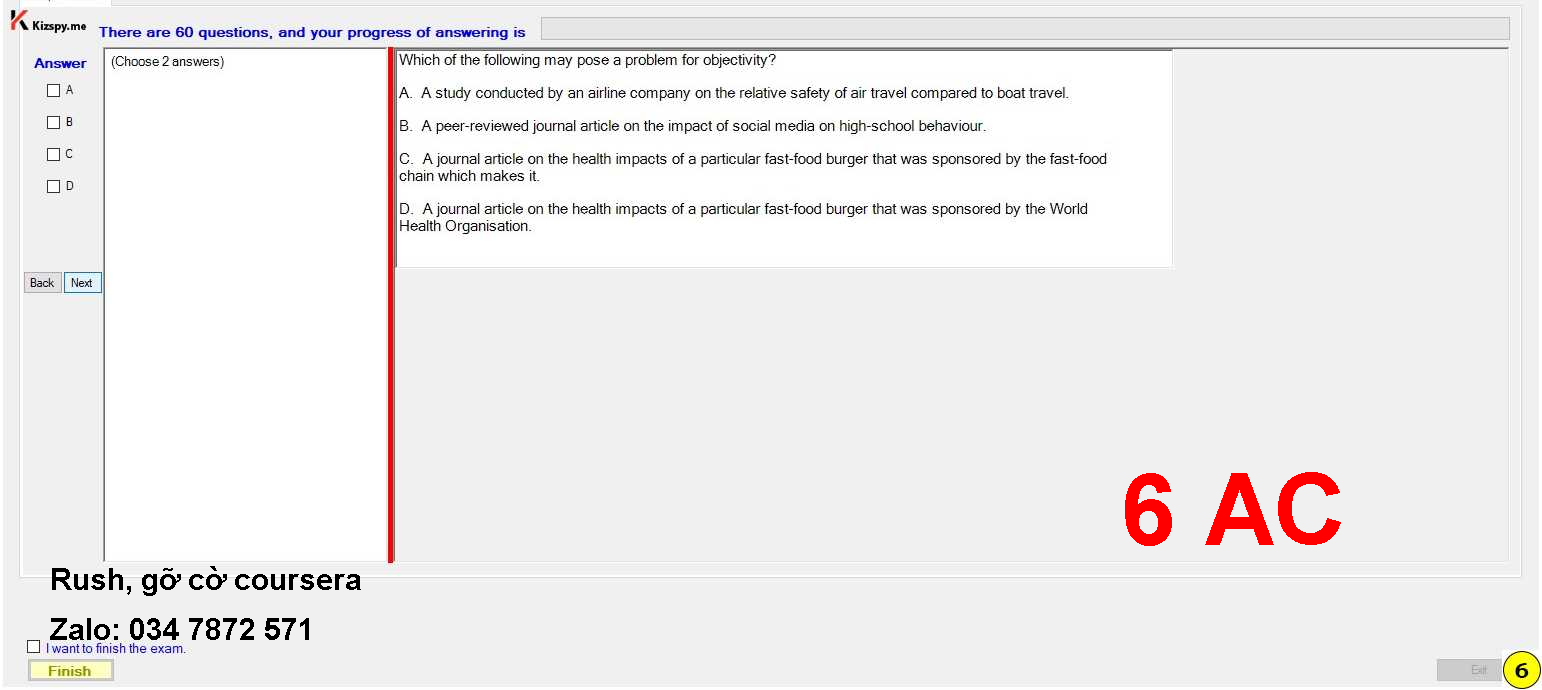 Kizspy.me
There are 60 questions, and your progress of answering is
Answer
A
B
C
D
Back
Next
(Choose 2 answers)
Which of the following may pose a problem for objectivity?
A. A study conducted by an airline company on the relative safety of air travel compared to boat travel.
B. A peer-reviewed journal article on the impact of social media on high-school behaviour.
C. A journal article on the health impacts of a particular fast-food burger that was sponsored by the fast-food
chain which makes it.
D. A journal article on the health impacts of a particular fast-food burger that was sponsored by the World
Health Organisation.
6 AC
Rush, gỡ cờ coursera
Zalo: 034 7872 571
I want to finish the exam.
Finish
Exit
6